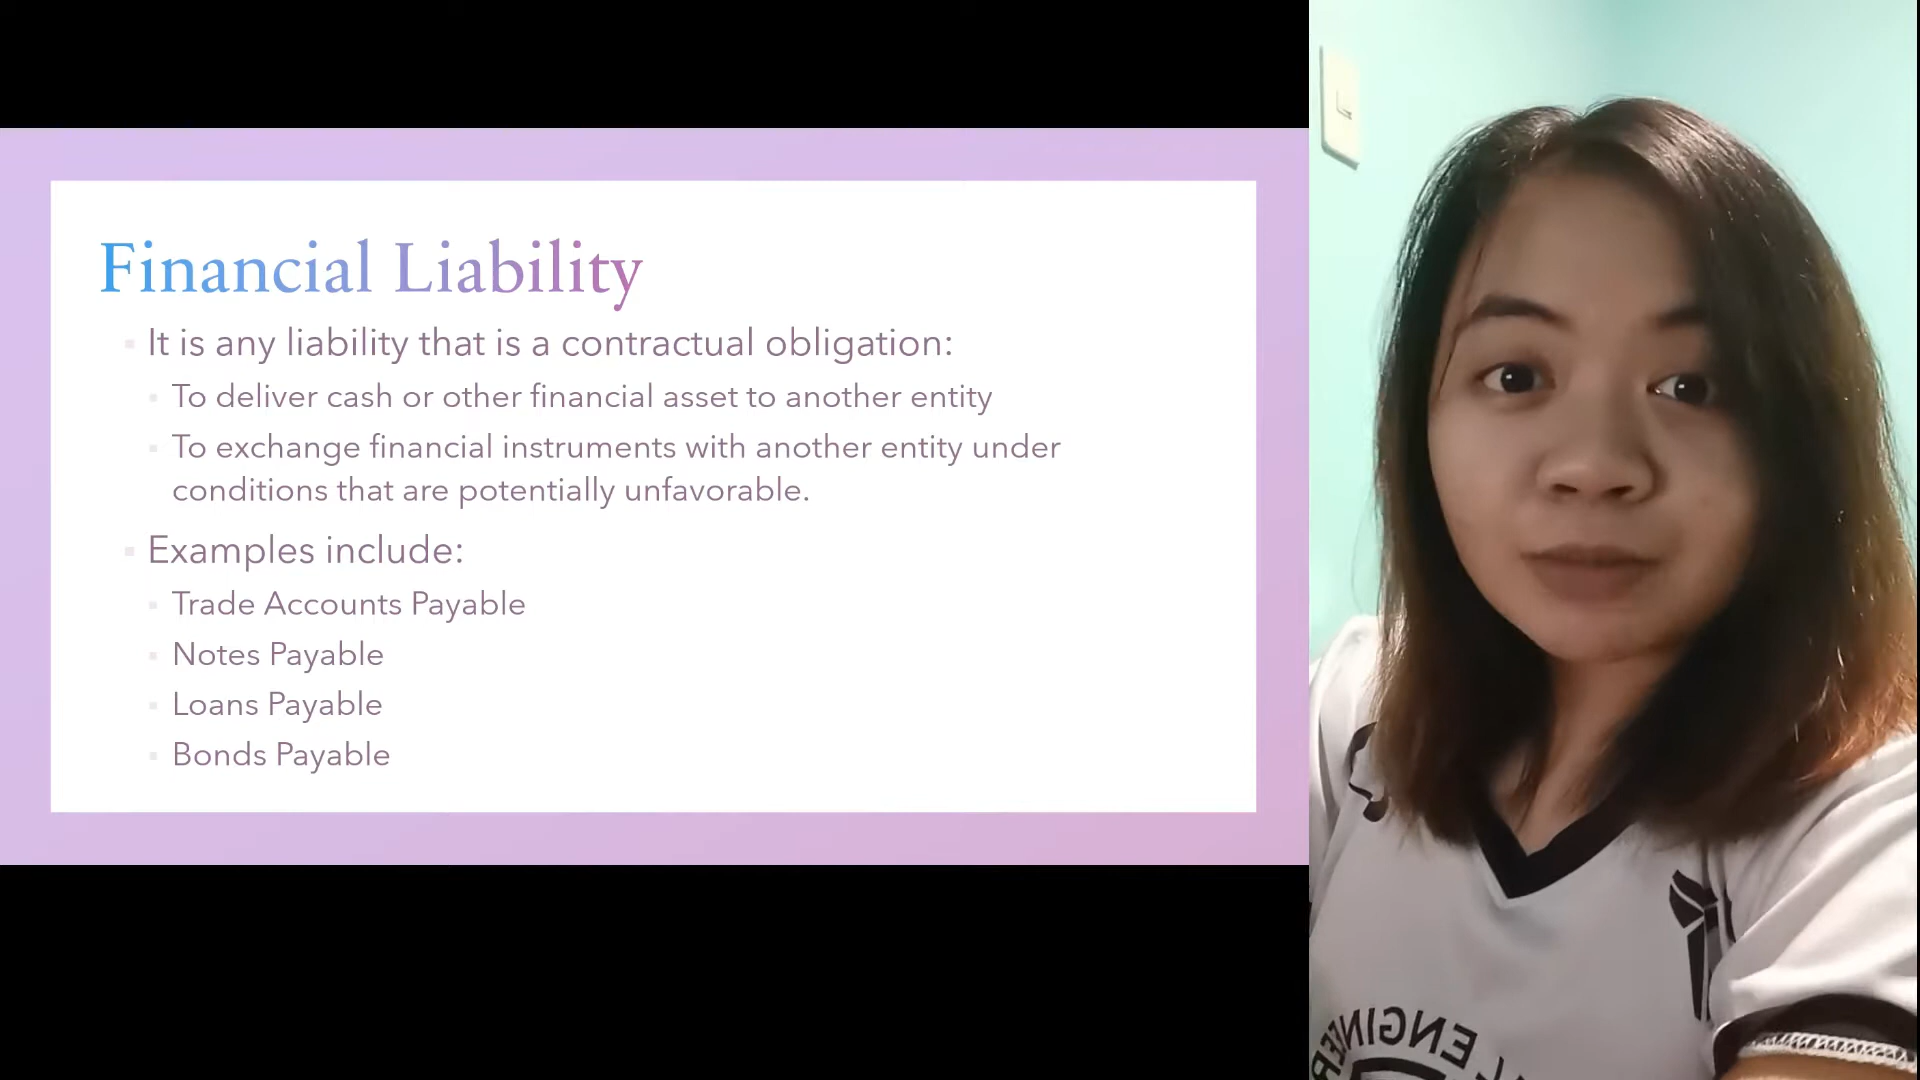 Financial Liability
It is any liability that is a contractual obligation:
To deliver cash or other financial asset to another entity
To exchange financial instruments with another entity under
conditions that are potentially unfavorable.
Examples include:
Trade Accounts Payable
Notes Payable
Loans Payable
Bonds Payable